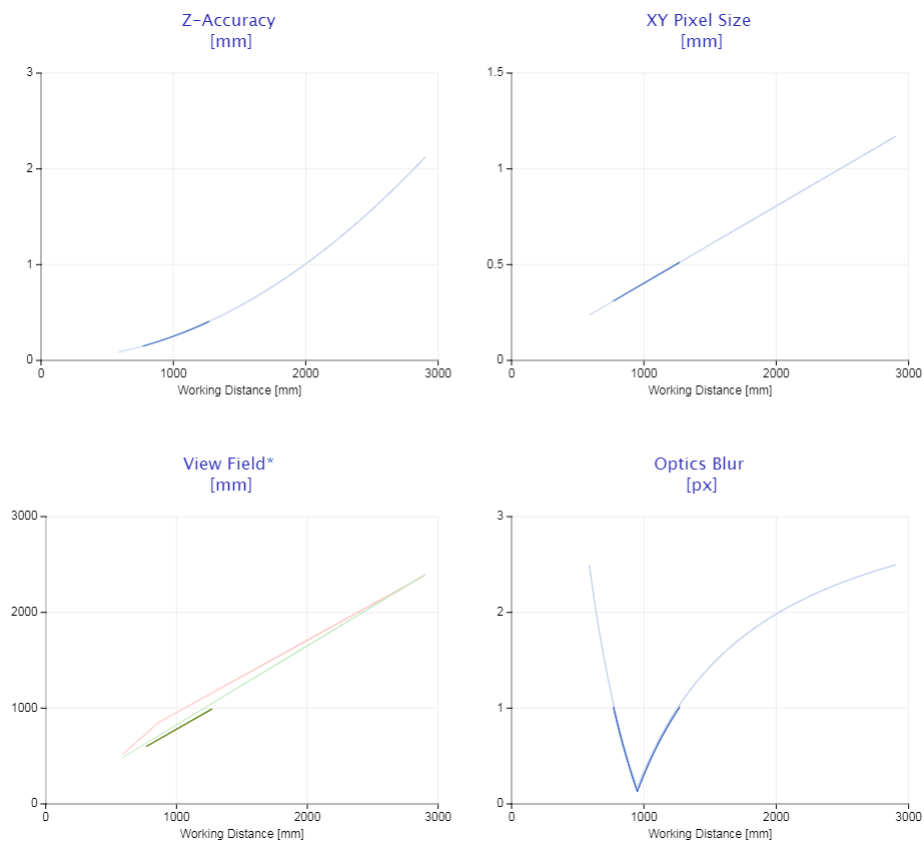 Z-Accuracy
[mm]
3
2
1
0
0 1000 2000 3000
Working Distance [mm]
XY Pixel Size
[mm]
1.5
1
0.5
0
0 1000 2000 3000
Working Distance [mm]
View Field*
[mm]
3000
2000
1000
0
0 1000 2000 3000
Working Distance [mm]
Optics Blur
[px]
3
2
1
0
0 1000 2000 3000
Working Distance [mm]